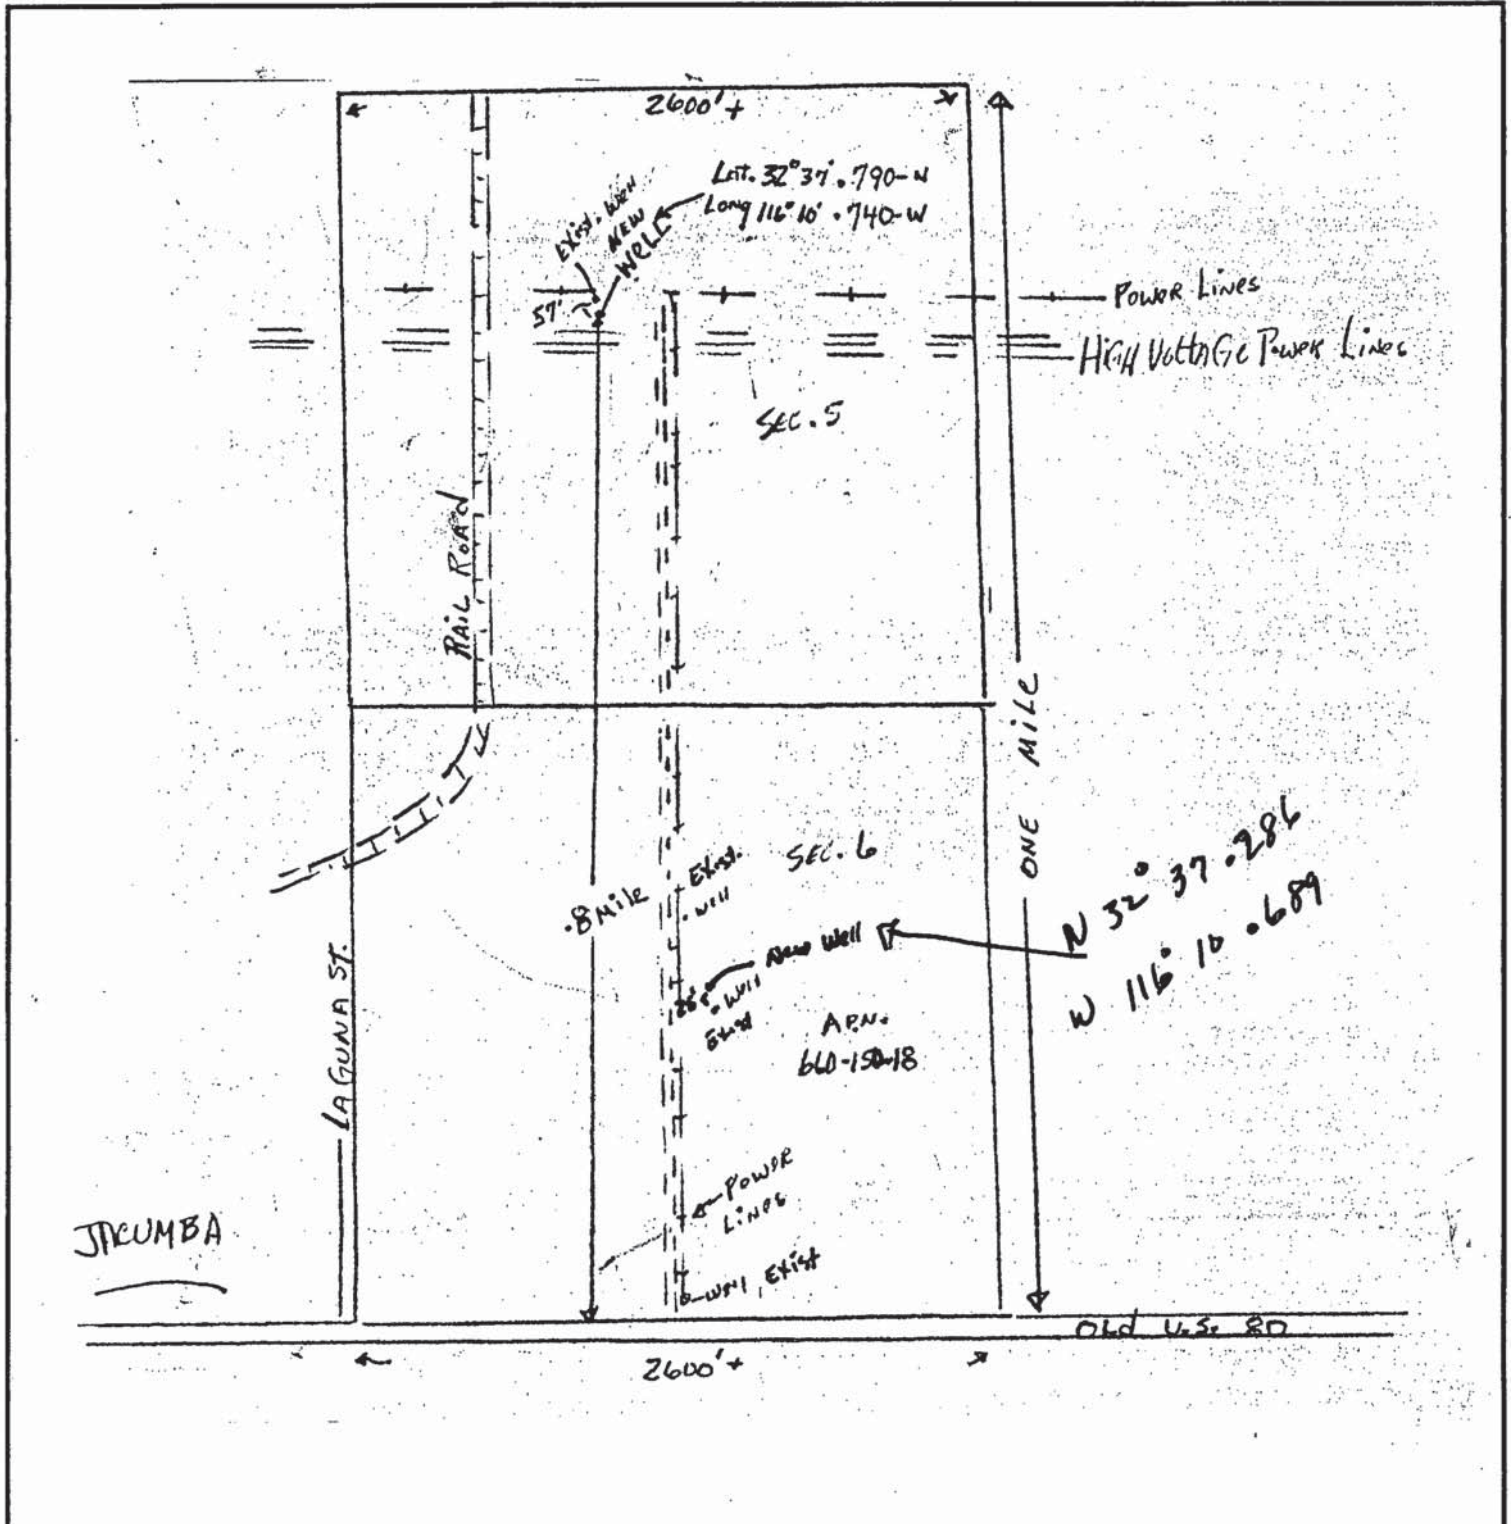 2600'+
Lat. 32° 37' .790-N
Long 116° 10' .740-W
Exist. Well
NEW
WELL
57'
Power Lines
HIGH VoltaGe Power Lines
SEC. 5
RAIL ROAD
ONE MILE
SEC. 6
.8 Mile
Exist.
Well
New Well
N 32° 37 .286
W 116° 10 .689
Well
Exist
A.P.N.
660-150-18
LAGUNA ST.
Power
Lines
JACUMBA
Well, Exist
Old U.S. 80
2600'+